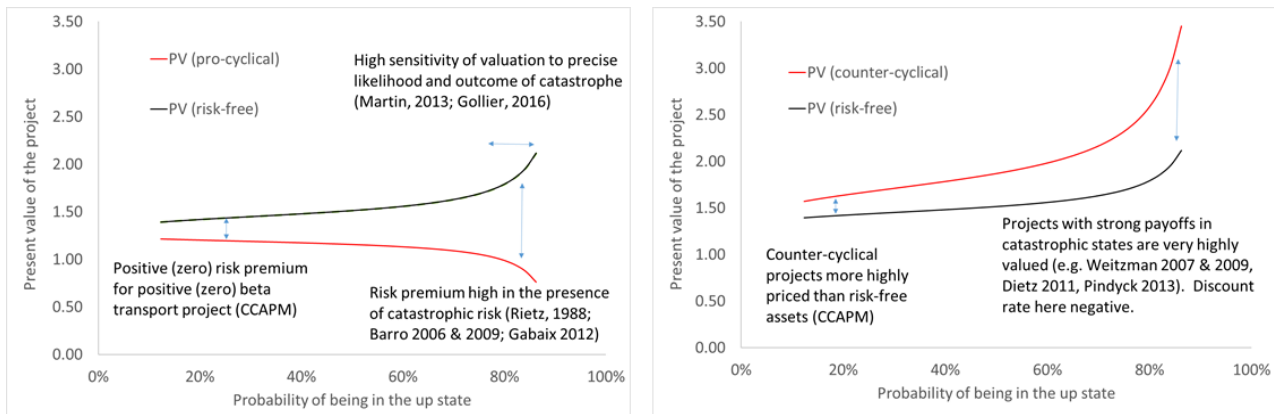 3.50
3.00
2.50
2.00
1.50
1.00
0.50
0.00
Present value of the project
PV (pro-cyclical)
PV (risk-free)
High sensitivity of valuation to precise
likelihood and outcome of catastrophe
(Martin, 2013; Gollier, 2016)
Positive (zero) risk premium
for positive (zero) beta
transport project (CCAPM)
Risk premium high in the presence
of catastrophic risk (Rietz, 1988;
Barro 2006 & 2009; Gabaix 2012)
0%
20%
40%
60%
80%
100%
Probability of being in the up state
3.50
3.00
2.50
2.00
1.50
1.00
0.50
0.00
Present value of the project
PV (counter-cyclical)
PV (risk-free)
Counter-cyclical
projects more highly
priced than risk-free
assets (CCAPM)
Projects with strong payoffs in
catastrophic states are very highly
valued (e.g. Weitzman 2007 & 2009,
Dietz 2011, Pindyck 2013).  Discount
rate here negative.
0%
20%
40%
60%
80%
100%
Probability of being in the up state